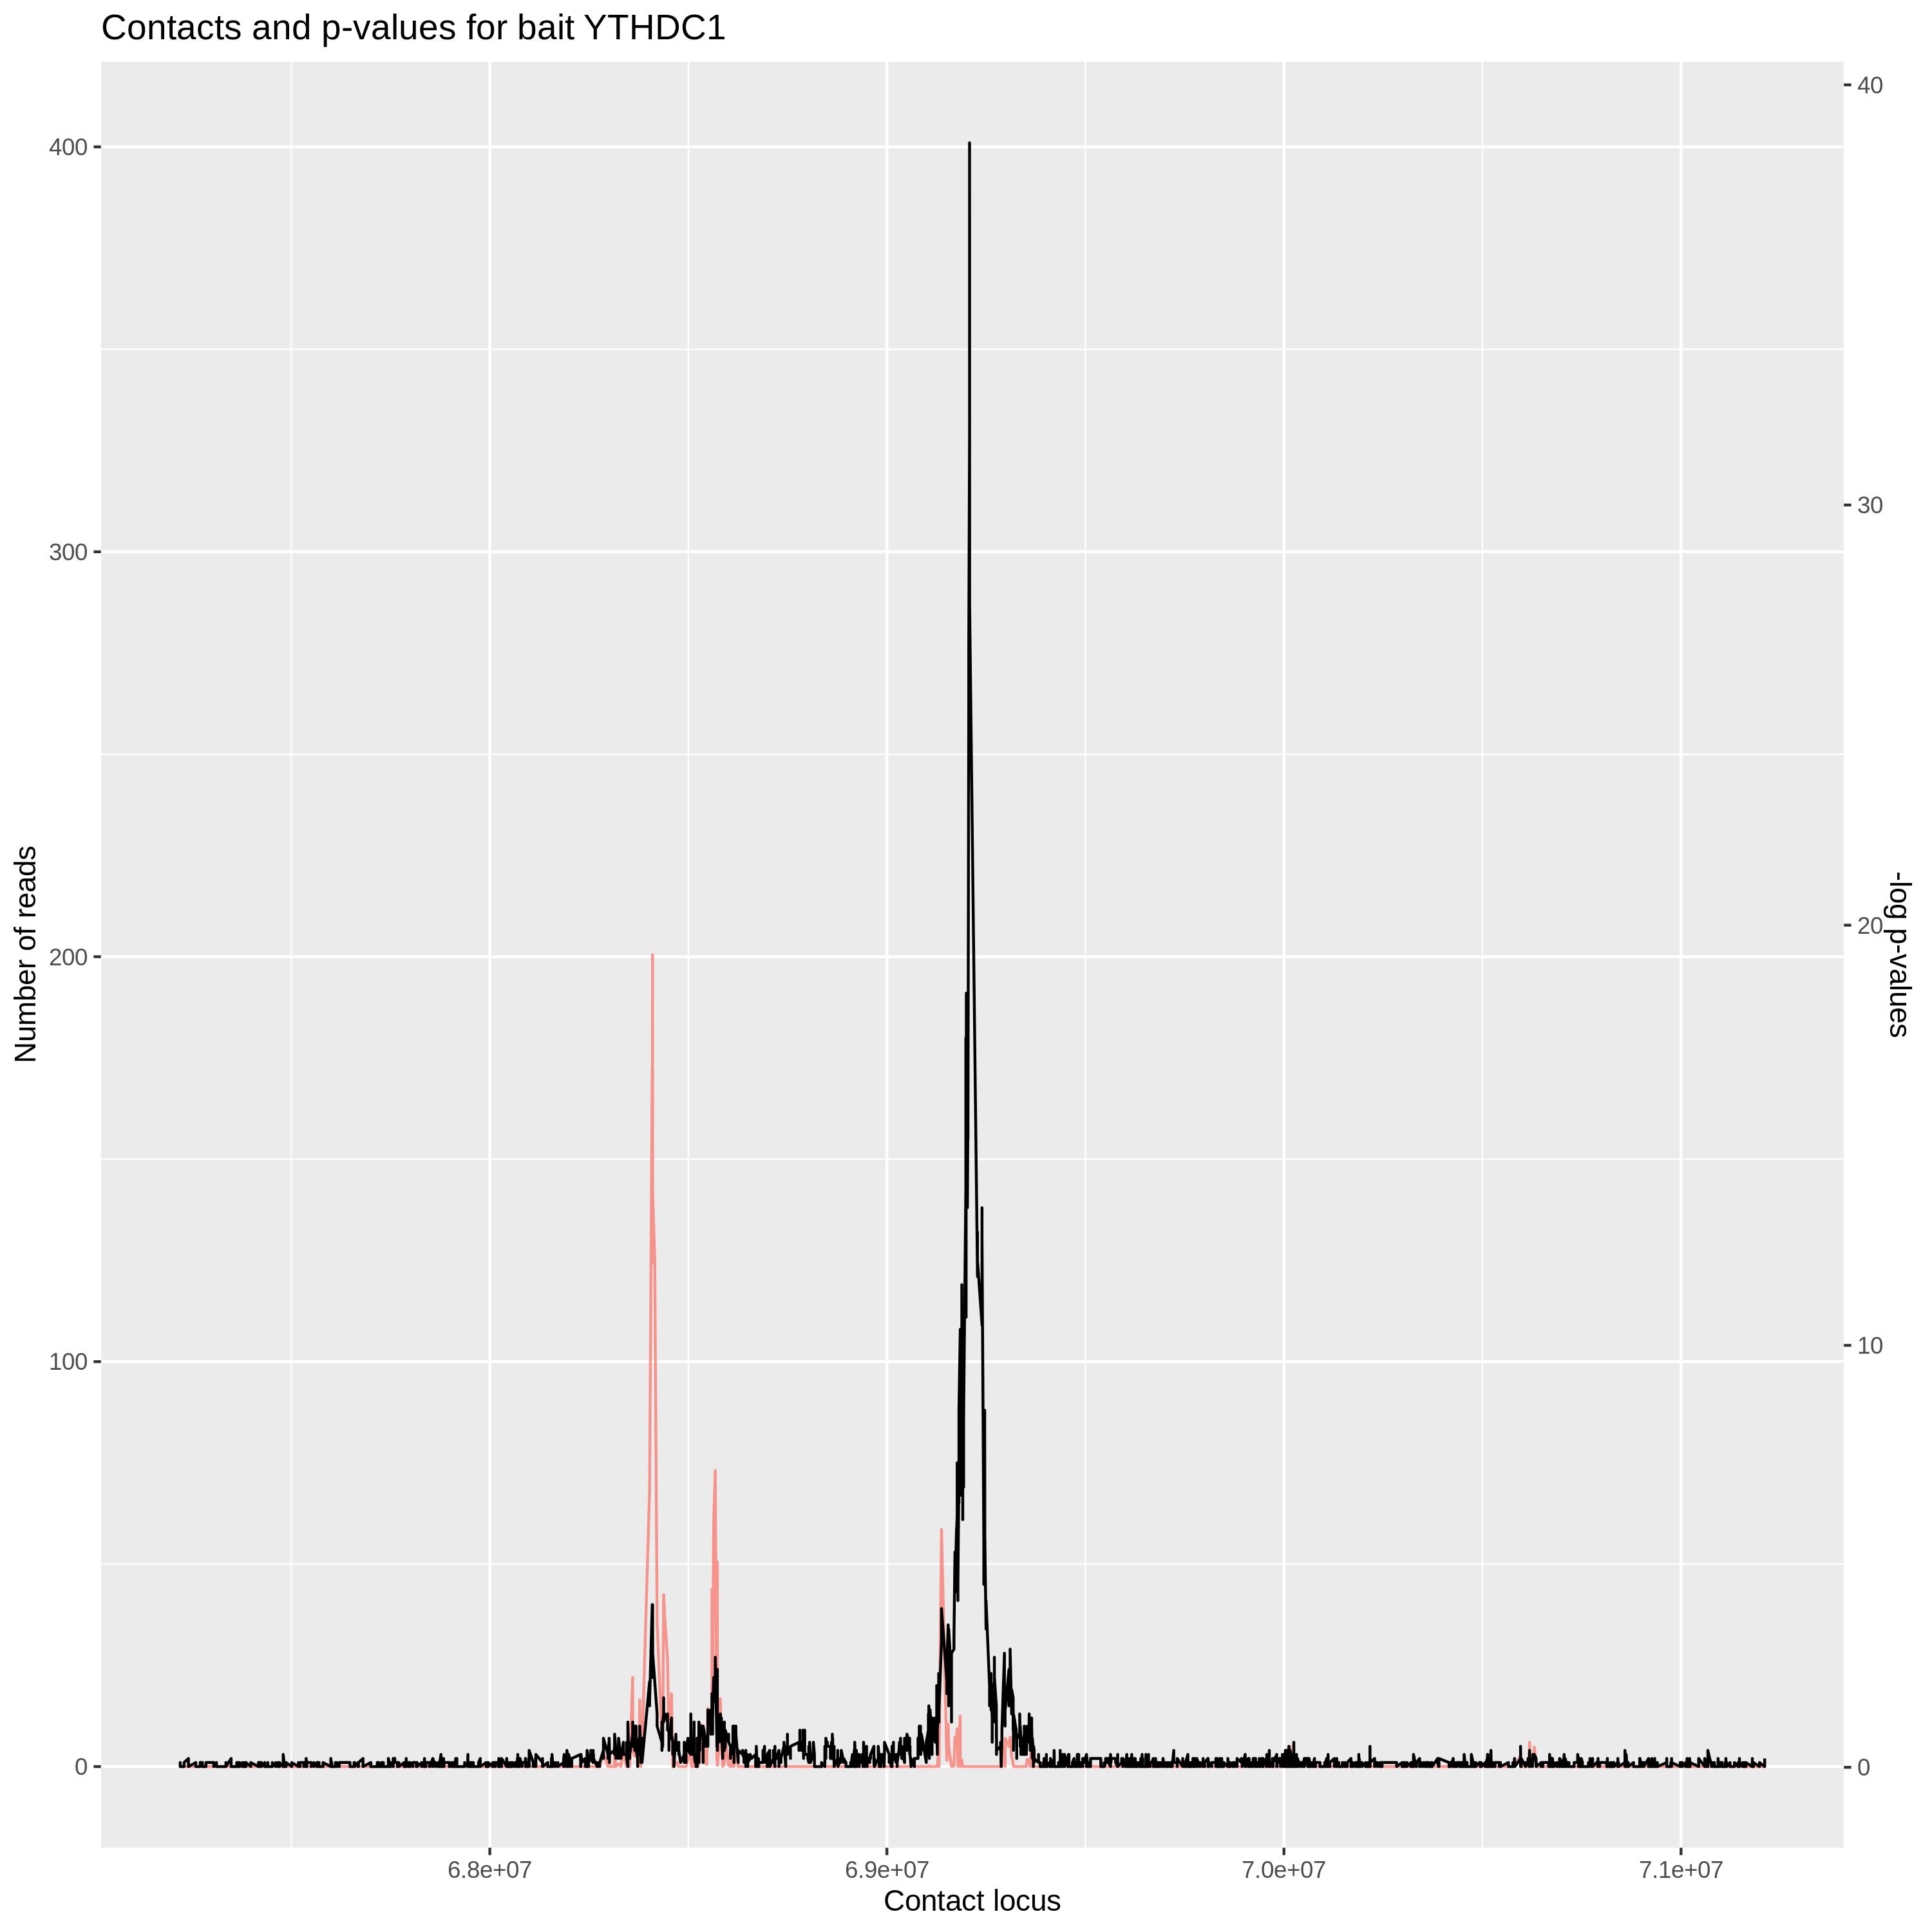 Contacts and p-values for bait YTHDC1
400
300
200
100
0
Number of reads
40
30
20
10
0
-log p-values
6.8e+07 6.9e+07 7.0e+07 7.1e+07
Contact locus